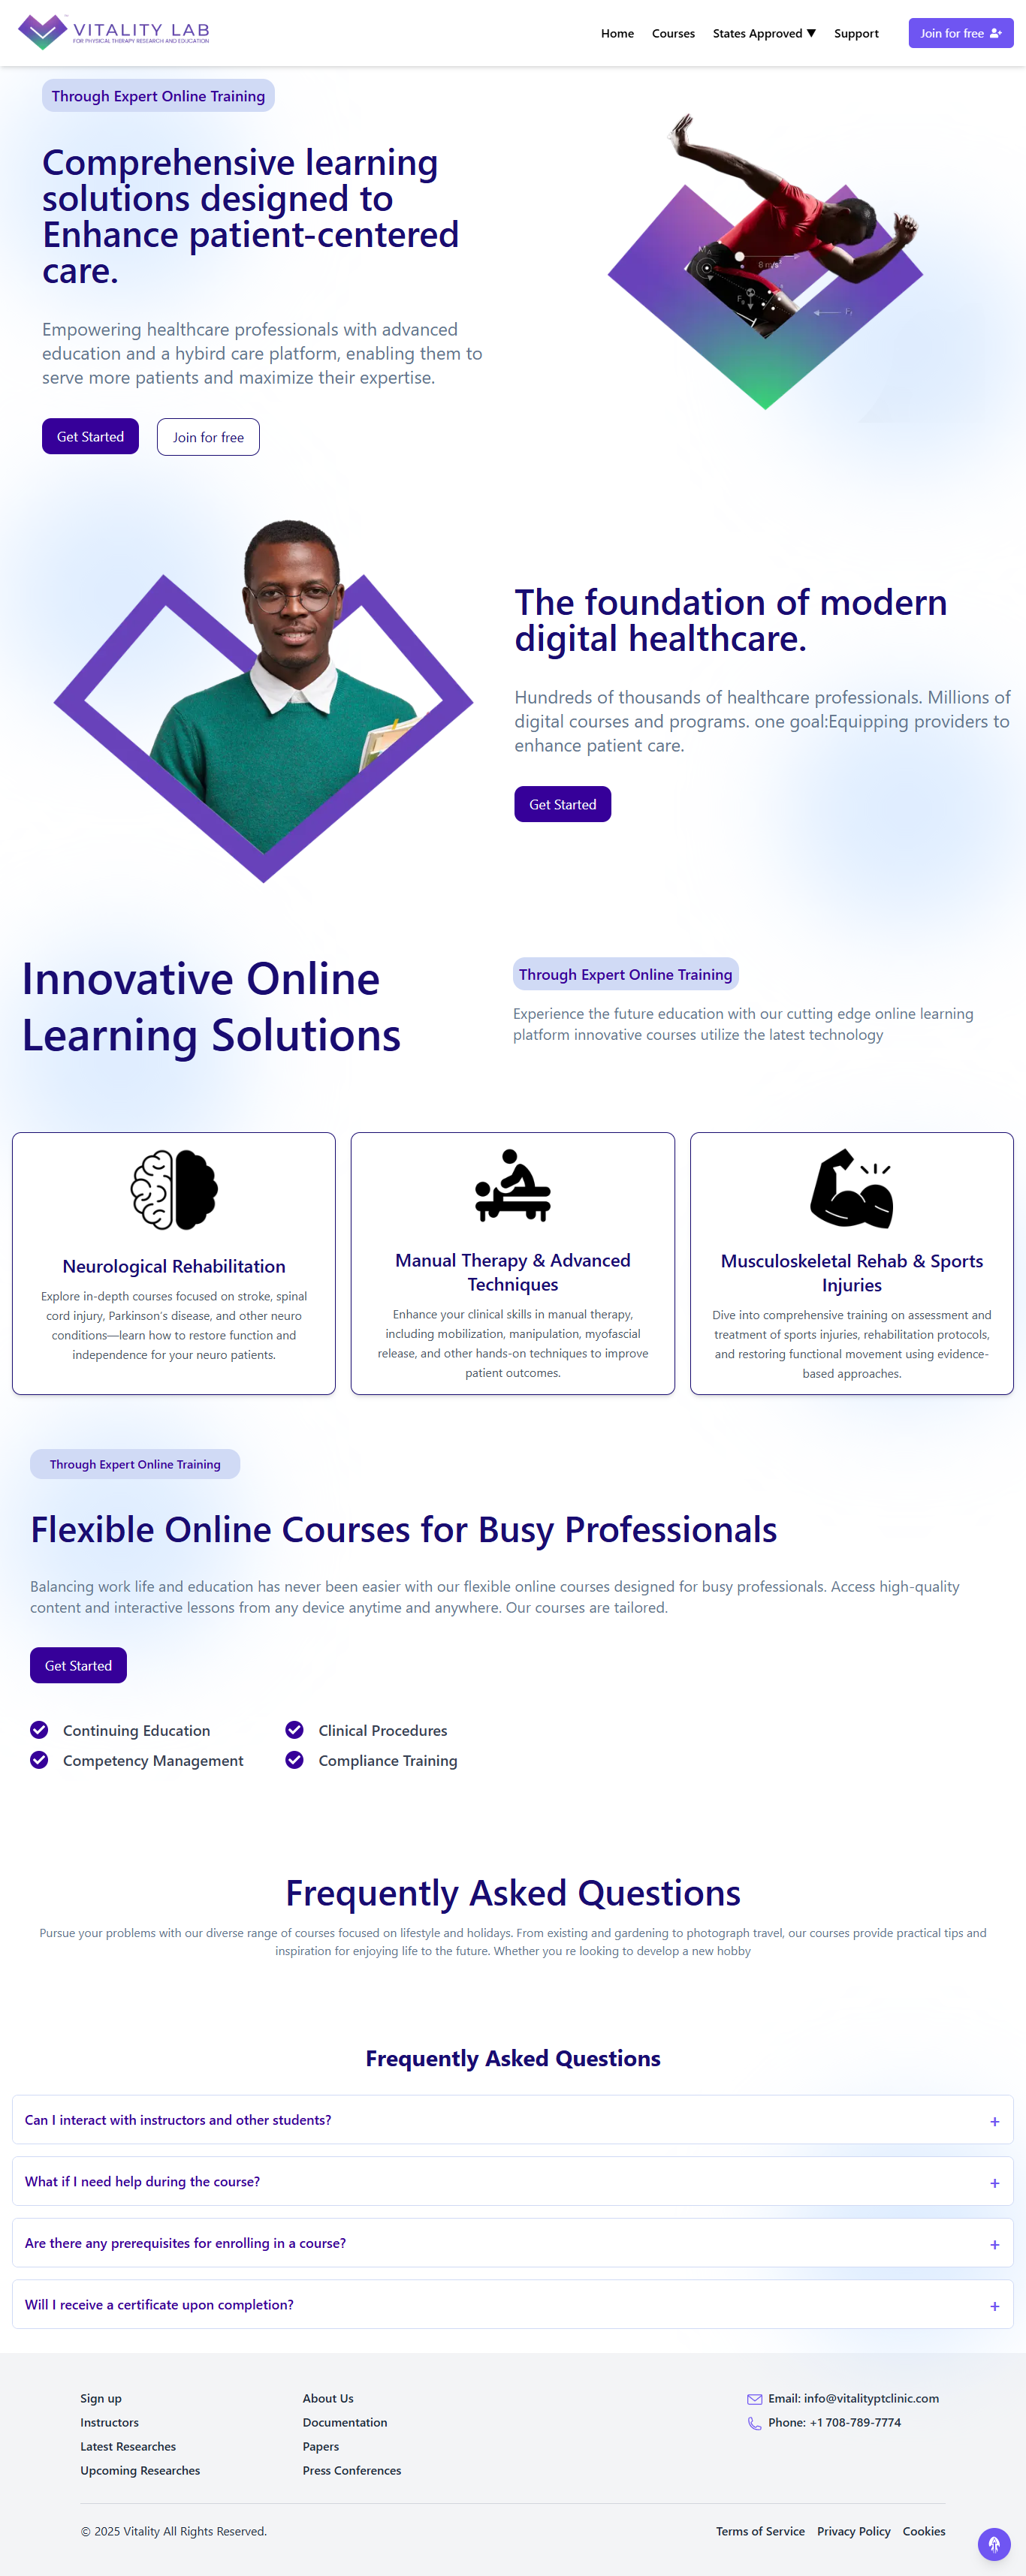 VITALITY LAB
FOR PHYSICAL THERAPY RESEARCH AND EDUCATION
Home
Courses
States Approved ▼
Support
Join for free
Through Expert Online Training
Comprehensive learning
solutions designed to
Enhance patient-centered
care.
Empowering healthcare professionals with advanced
education and a hybird care platform, enabling them to
serve more patients and maximize their expertise.
Get Started
Join for free
8 m/s
The foundation of modern
digital healthcare.
Hundreds of thousands of healthcare professionals. Millions of
digital courses and programs. one goal:Equipping providers to
enhance patient care.
Get Started
Innovative Online
Learning Solutions
Through Expert Online Training
Experience the future education with our cutting edge online learning
platform innovative courses utilize the latest technology
Neurological Rehabilitation
Explore in-depth courses focused on stroke, spinal
cord injury, Parkinson's disease, and other neuro
conditions—learn how to restore function and
independence for your neuro patients.
Manual Therapy & Advanced
Techniques
Enhance your clinical skills in manual therapy,
including mobilization, manipulation, myofascial
release, and other hands-on techniques to improve
patient outcomes.
Musculoskeletal Rehab & Sports
Injuries
Dive into comprehensive training on assessment and
treatment of sports injuries, rehabilitation protocols,
and restoring functional movement using evidence-
based approaches.
Through Expert Online Training
Flexible Online Courses for Busy Professionals
Balancing work life and education has never been easier with our flexible online courses designed for busy professionals. Access high-quality
content and interactive lessons from any device anytime and anywhere. Our courses are tailored.
Get Started
Continuing Education
Clinical Procedures
Competency Management
Compliance Training
Frequently Asked Questions
Pursue your problems with our diverse range of courses focused on lifestyle and holidays. From existing and gardening to photograph travel, our courses provide practical tips and
inspiration for enjoying life to the future. Whether you re looking to develop a new hobby
Frequently Asked Questions
Can I interact with instructors and other students? +
What if I need help during the course? +
Are there any prerequisites for enrolling in a course? +
Will I receive a certificate upon completion? +
Sign up
Instructors
Latest Researches
Upcoming Researches
About Us
Documentation
Papers
Press Conferences
Email: info@vitalityptclinic.com
Phone: +1 708-789-7774
© 2025 Vitality All Rights Reserved.
Terms of Service
Privacy Policy
Cookies